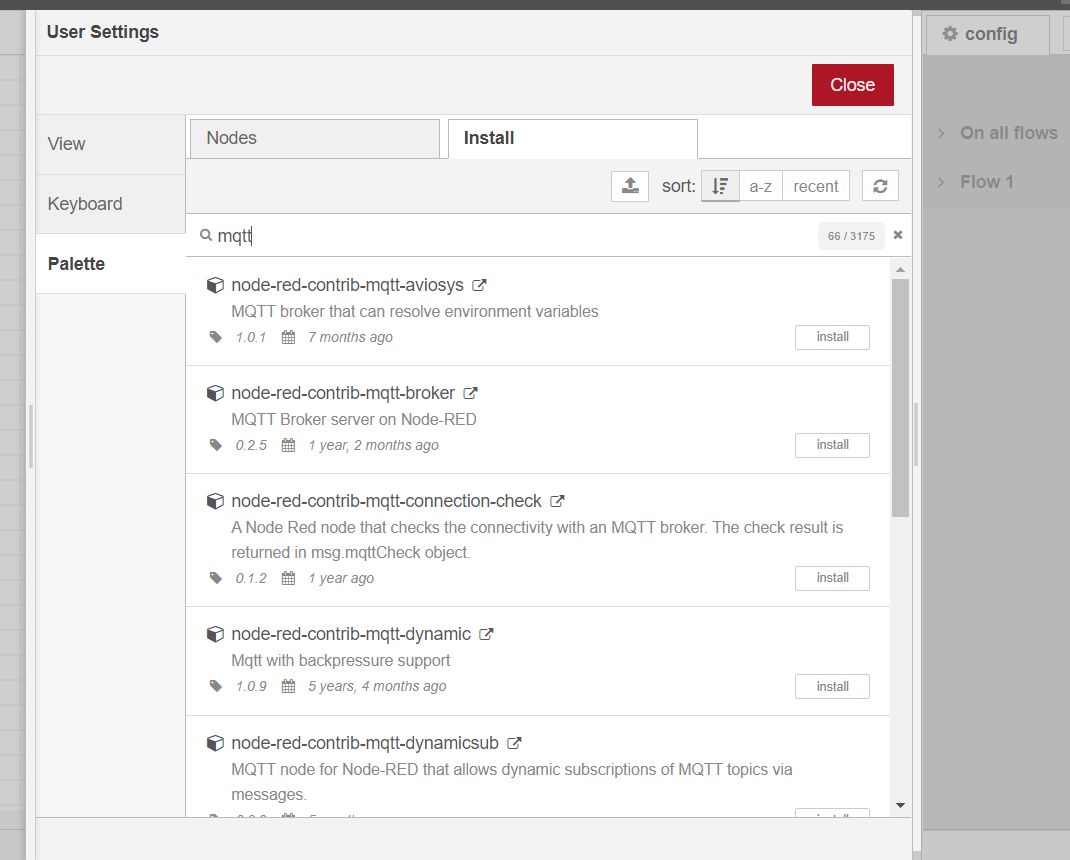 User Settings
config
Close
View
Keyboard
Palette
Nodes
Install
sort:
a-z
recent
mqtt
66 / 3175
node-red-contrib-mqtt-aviosys
MQTT broker that can resolve environment variables
1.0.1 7 months ago
install
node-red-contrib-mqtt-broker
MQTT Broker server on Node-RED
0.2.5 1 year, 2 months ago
install
node-red-contrib-mqtt-connection-check
A Node Red node that checks the connectivity with an MQTT broker. The check result is
returned in msg.mqttCheck object.
0.1.2 1 year ago
install
node-red-contrib-mqtt-dynamic
Mqtt with backpressure support
1.0.9 5 years, 4 months ago
install
node-red-contrib-mqtt-dynamicsub
MQTT node for Node-RED that allows dynamic subscriptions of MQTT topics via
messages.
On all flows
Flow 1